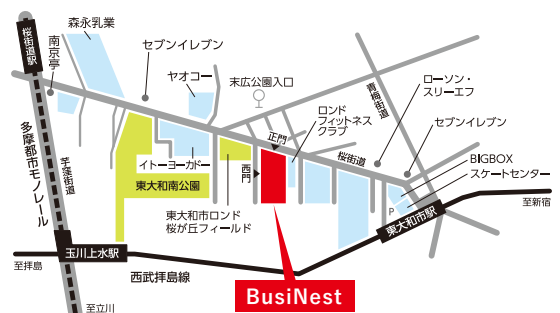 森永乳業
桜街道駅
南京亭
セブンイレブン
ヤオコー
末広公園入口
青梅街道
ローソン・
スリーエフ
ロンド
フィットネス
クラブ
正門
セブンイレブン
桜街道
BIGBOX
スケートセンター
イトーヨーカドー
西門
東大和南公園
多摩都市モノレール
芋窪街道
東大和市ロンド
桜が丘フィールド
P
東大和市駅
至新宿
玉川上水駅
至拝島
西武拝島線
BusiNest
至立川